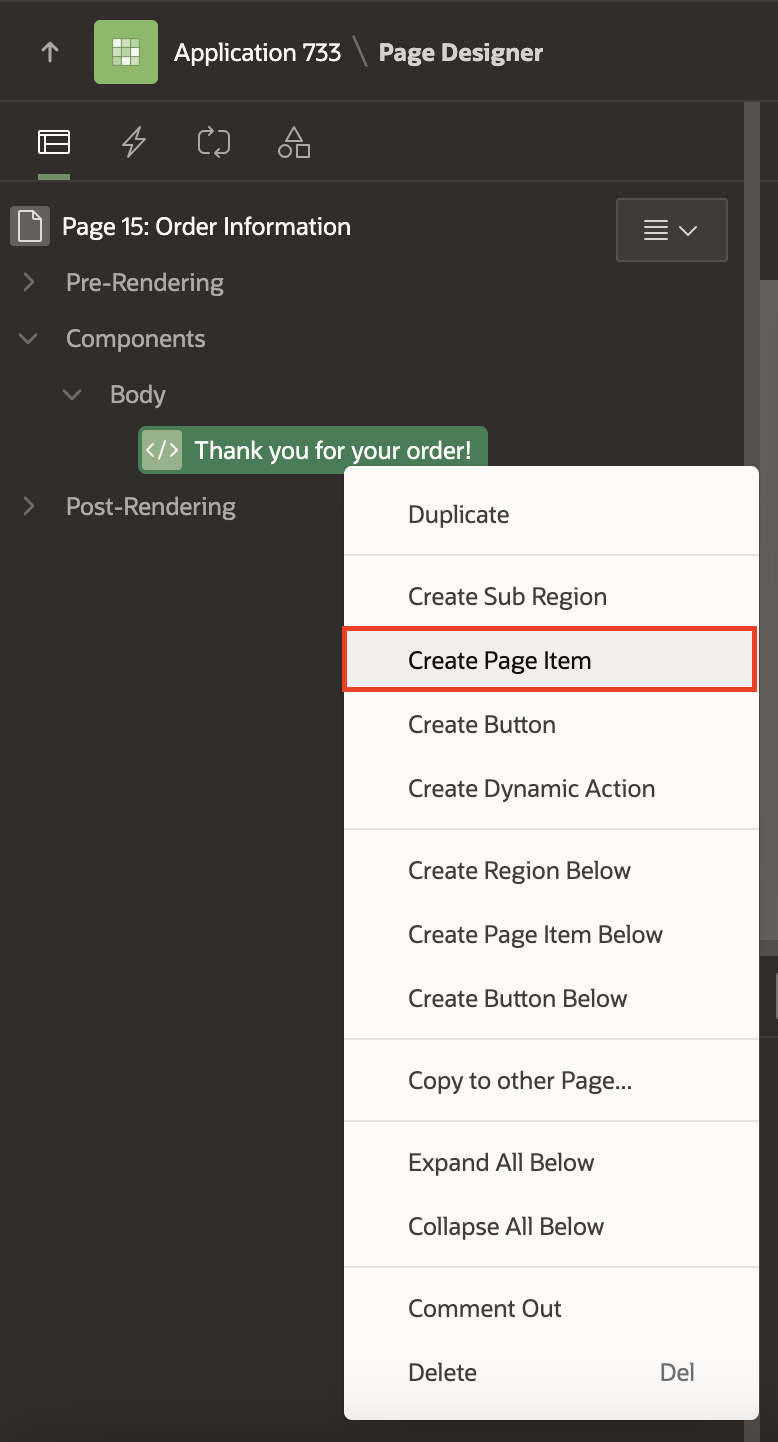 Application 733 \ Page Designer
Page 15: Order Information
Pre-Rendering
Components
Body
</> Thank you for your order!
Post-Rendering
Duplicate
Create Sub Region
Create Page Item
Create Button
Create Dynamic Action
Create Region Below
Create Page Item Below
Create Button Below
Copy to other Page...
Expand All Below
Collapse All Below
Comment Out
Delete Del